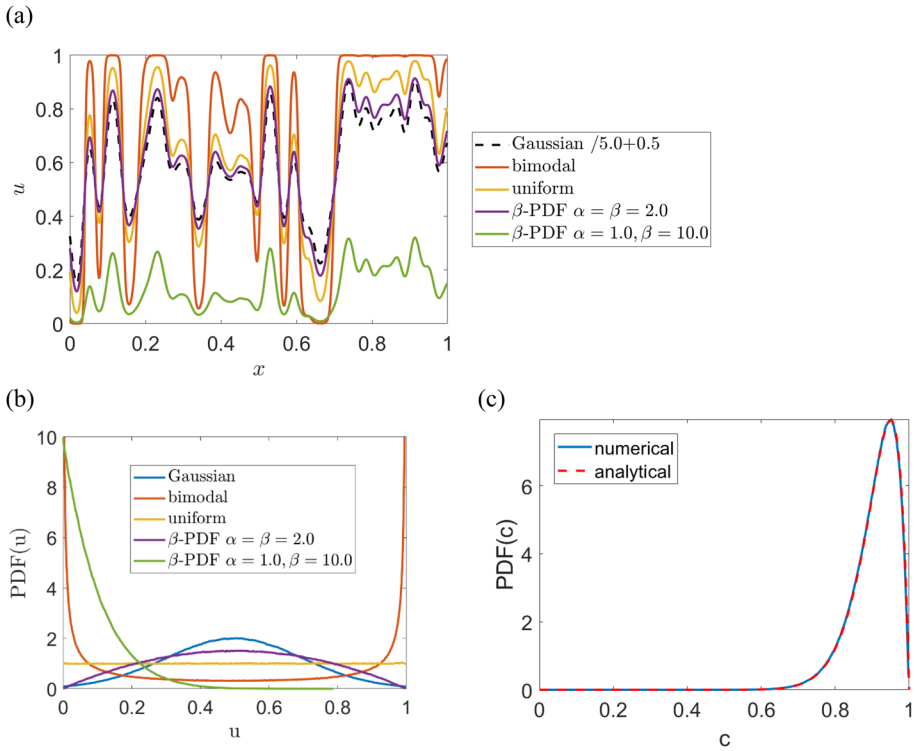 (a)
1
0.8
0.6
0.4
0.2
0
u
0 0.2 0.4 0.6 0.8 1
x
Gaussian /5.0+0.5
bimodal
uniform
β-PDF α = β = 2.0
β-PDF α = 1.0, β = 10.0
(b)
10
8
6
4
2
0
PDF(u)
Gaussian
bimodal
uniform
β-PDF α = β = 2.0
β-PDF α = 1.0, β = 10.0
0 0.2 0.4 0.6 0.8 1
u
(c)
6
4
2
0
PDF(c)
numerical
analytical
0 0.2 0.4 0.6 0.8 1
c